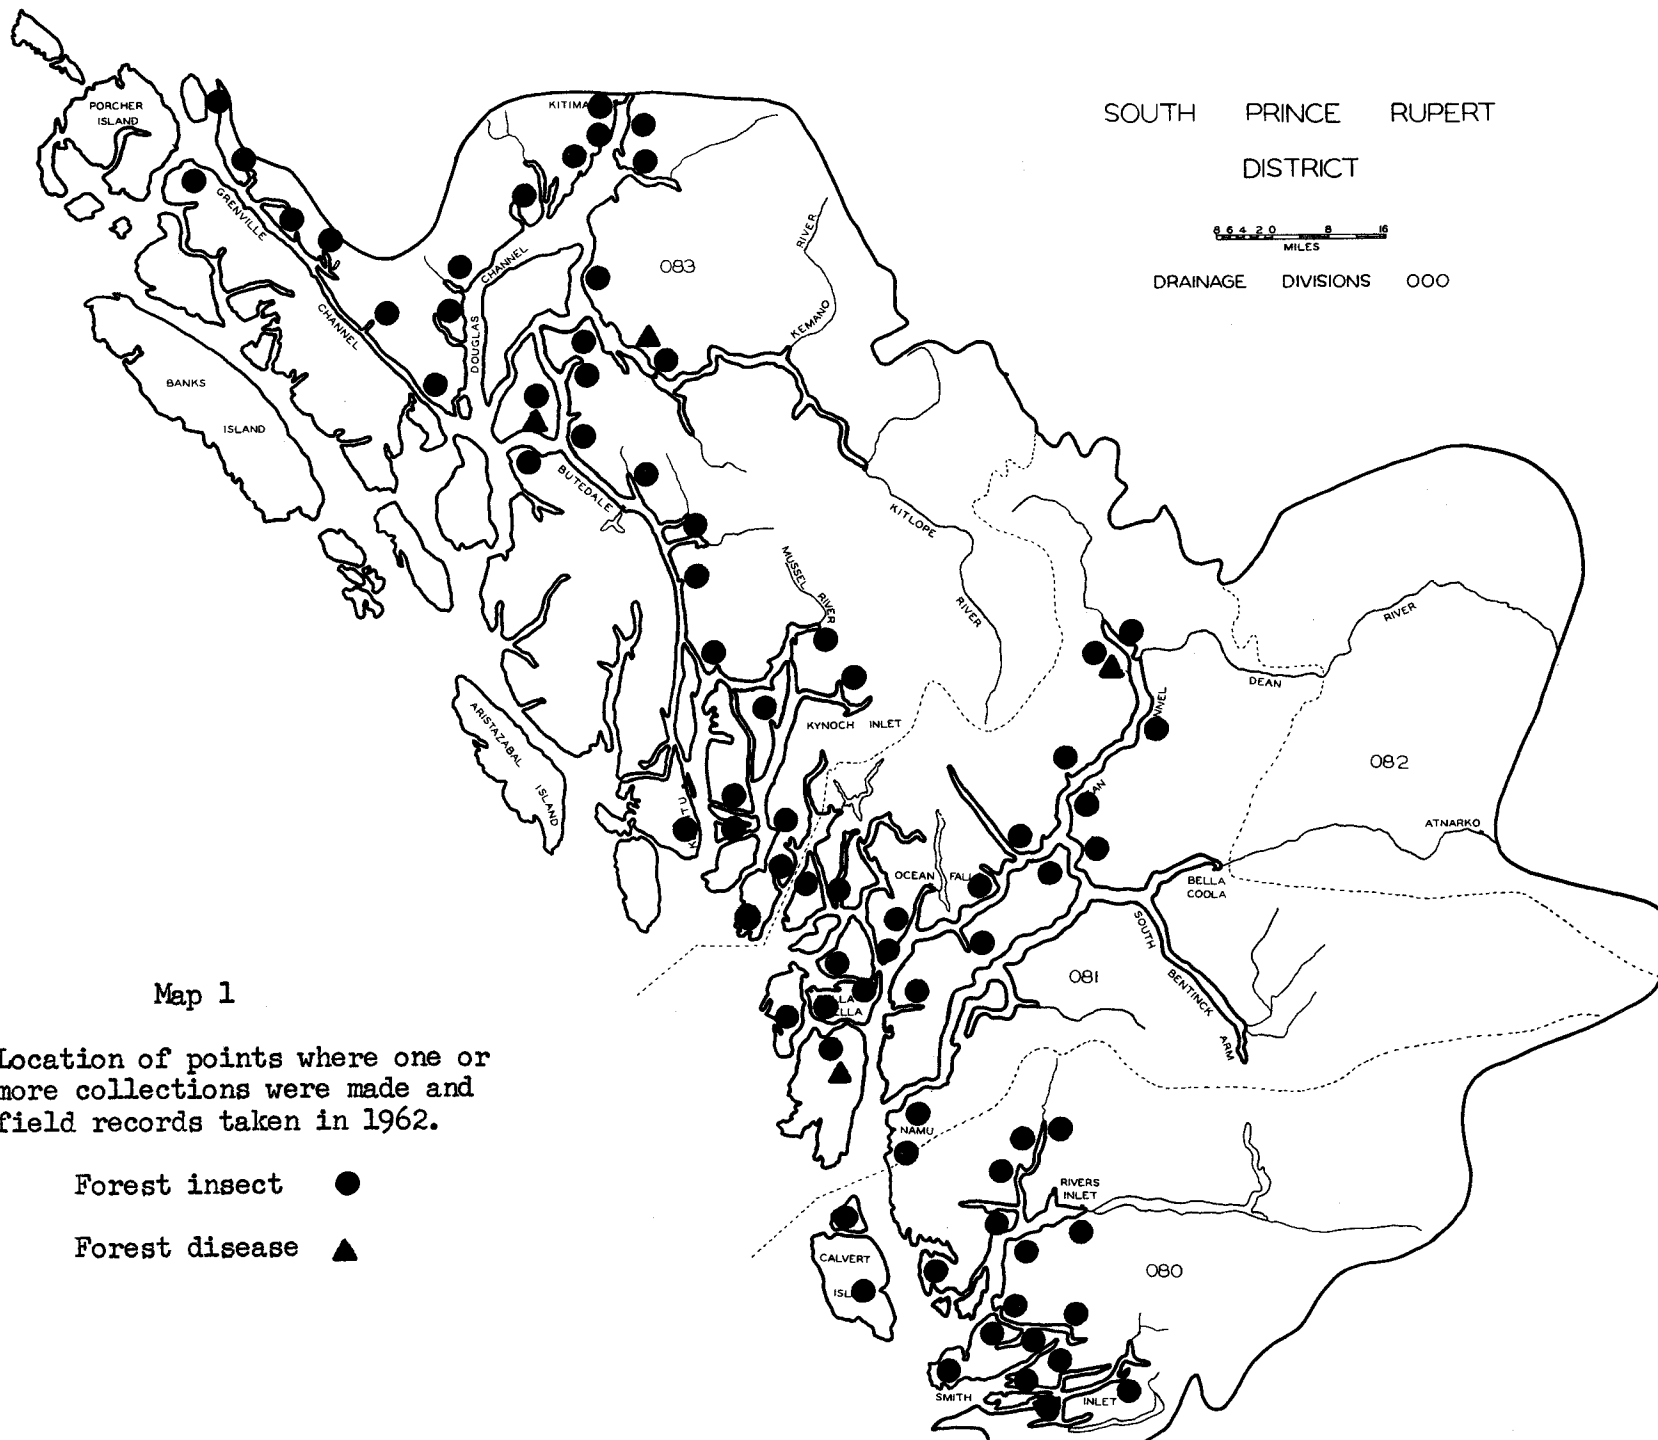 SOUTH PRINCE RUPERT
DISTRICT
8 6 4 2 0 8 16
MILES
DRAINAGE DIVISIONS 000
PORCHER
ISLAND
GRENVILLE
CHANNEL
BANKS
ISLAND
DOUGLAS
CHANNEL
083
KEMANO
RIVER
BUTEDALE
KITLOPE
RIVER
MUSSEL
RIVER
KYNOCH INLET
ARISTAZABAL
ISLAND
DEAN
RIVER
082
ATNARKO
BELLA
COOLA
OCEAN
SOUTH
BENTINCK
ARM
081
NAMU
RIVERS
INLET
CALVERT
080
SMITH
INLET
Map 1
Location of points where one or
more collections were made and
field records taken in 1962.
Forest insect
Forest disease